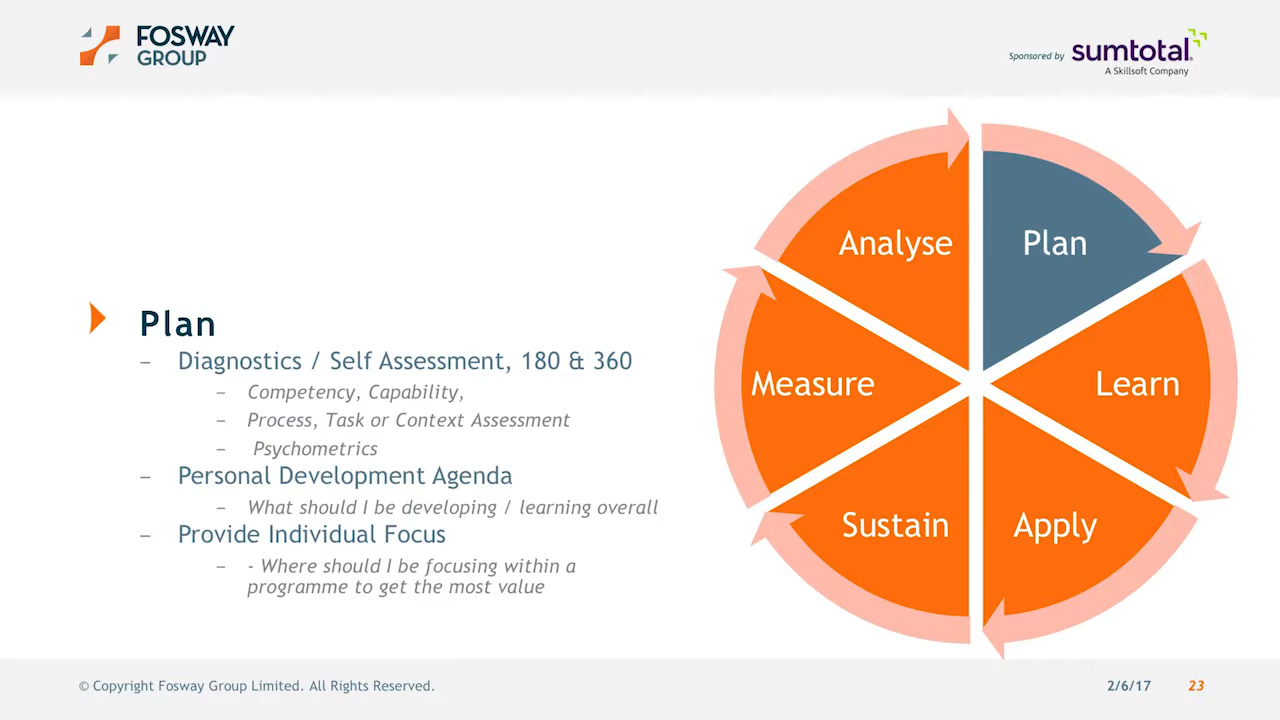 FOSWAY
GROUP
Sponsored by sumtotal®
A Skillsoft Company
Plan
– Diagnostics / Self Assessment, 180 & 360
– Competency, Capability,
– Process, Task or Context Assessment
– Psychometrics
– Personal Development Agenda
– What should I be developing / learning overall
– Provide Individual Focus
– - Where should I be focusing within a
programme to get the most value
Analyse
Plan
Measure
Learn
Sustain
Apply
© Copyright Fosway Group Limited. All Rights Reserved.
2/6/17 23